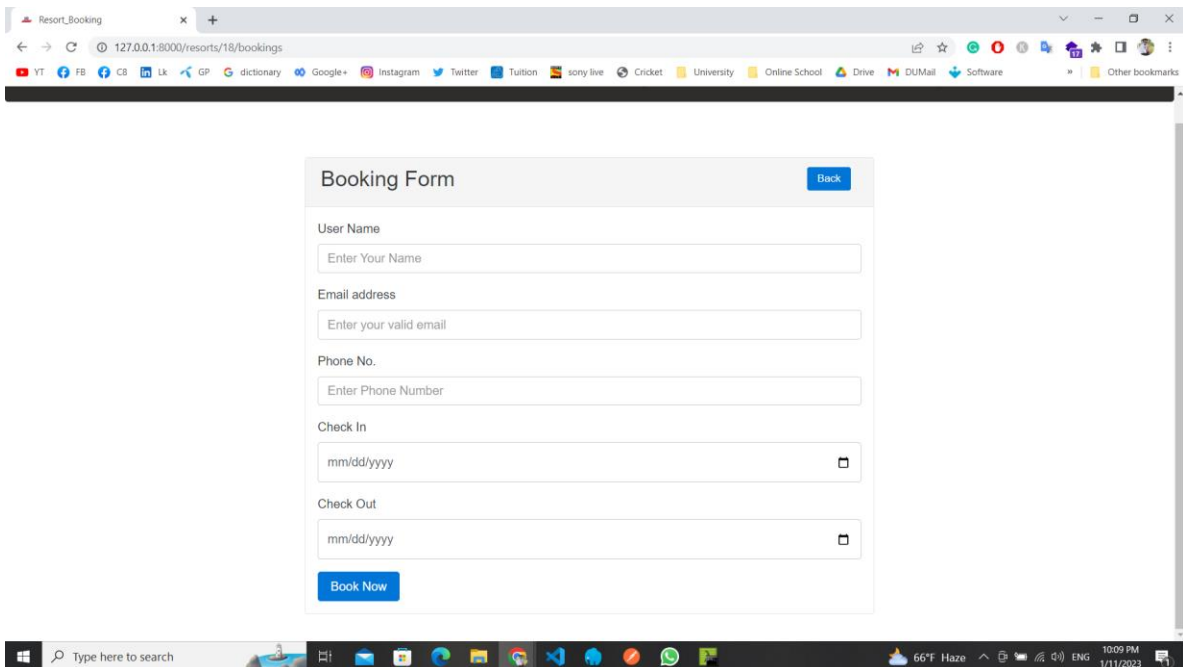 Resort_Booking
127.0.0.1:8000/resorts/18/bookings
YT FB CB Lk GP dictionary Google+ Instagram Twitter Tuition sony live Cricket University Online School Drive DUMail Software » Other bookmarks
17
Booking Form Back
User Name
Enter Your Name
Email address
Enter your valid email
Phone No.
Enter Phone Number
Check In
mm/dd/yyyy
Check Out
mm/dd/yyyy
Book Now
Type here to search 66°F Haze ENG 10:09 PM
1/11/2023